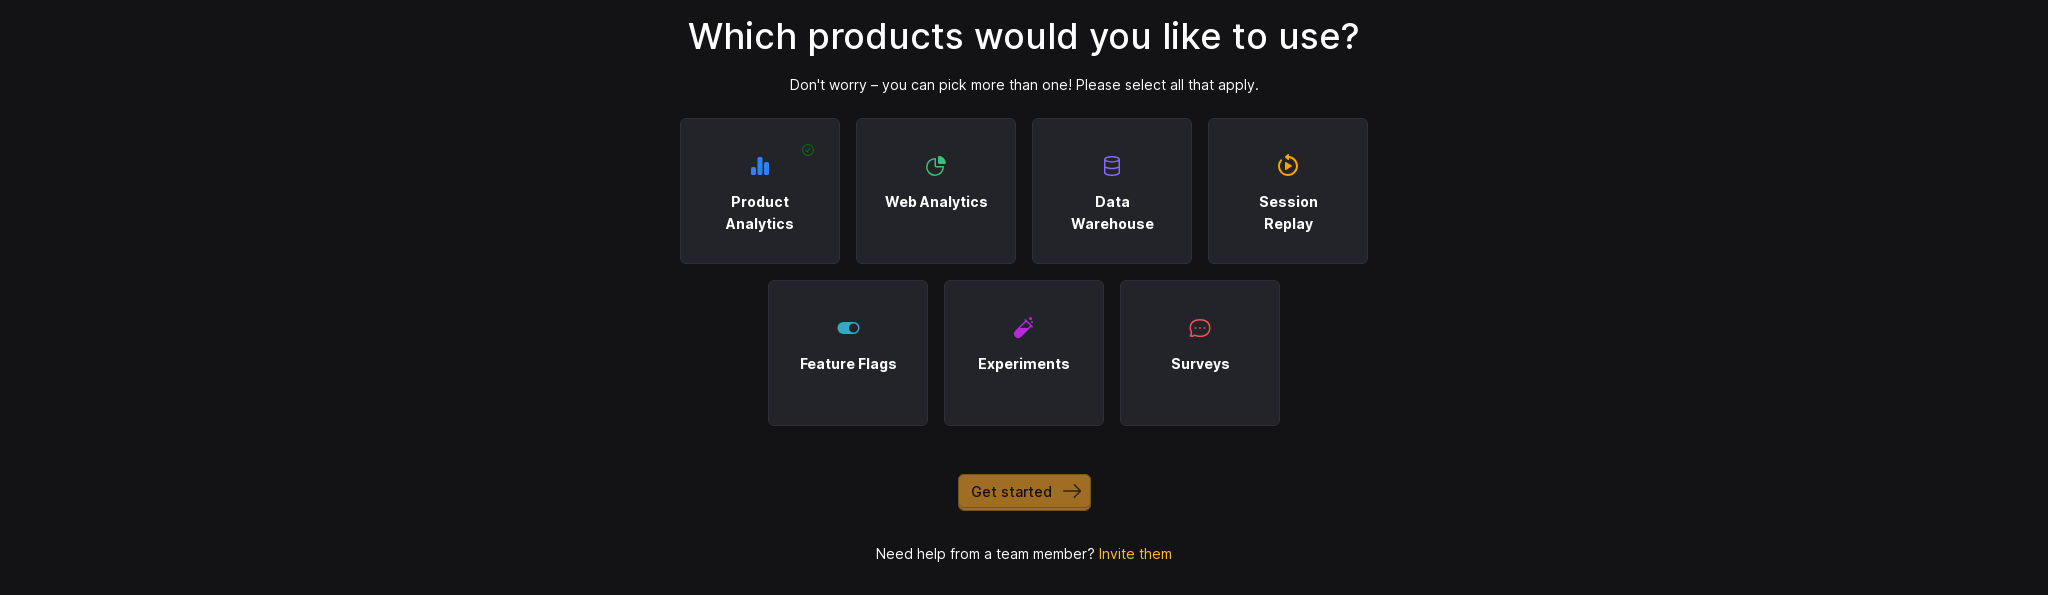 Which products would you like to use?
Don't worry – you can pick more than one! Please select all that apply.
Product
Analytics
Web Analytics
Data
Warehouse
Session
Replay
Feature Flags
Experiments
Surveys
Get started
Need help from a team member? Invite them